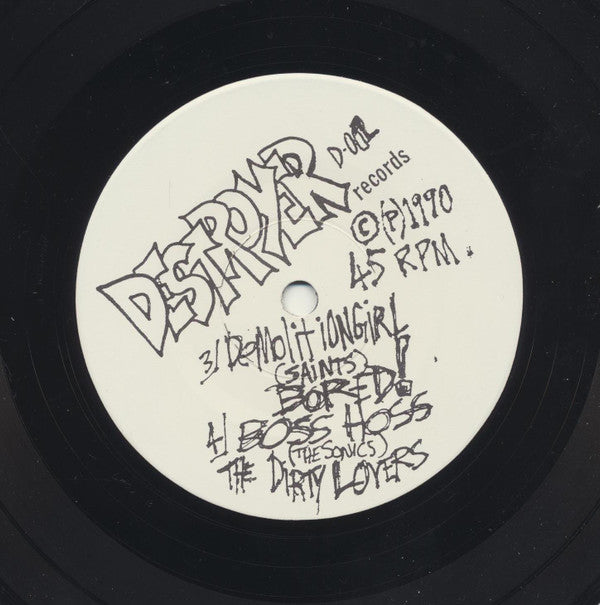 DESTROYER
D-002
records
©(P)1990
45 RPM.
3/ DEMolitiONGiRL
(SAINTS)
BORED!
4/ BOSS HOSS
(THE SONICS)
THE DIRTY LOVERS